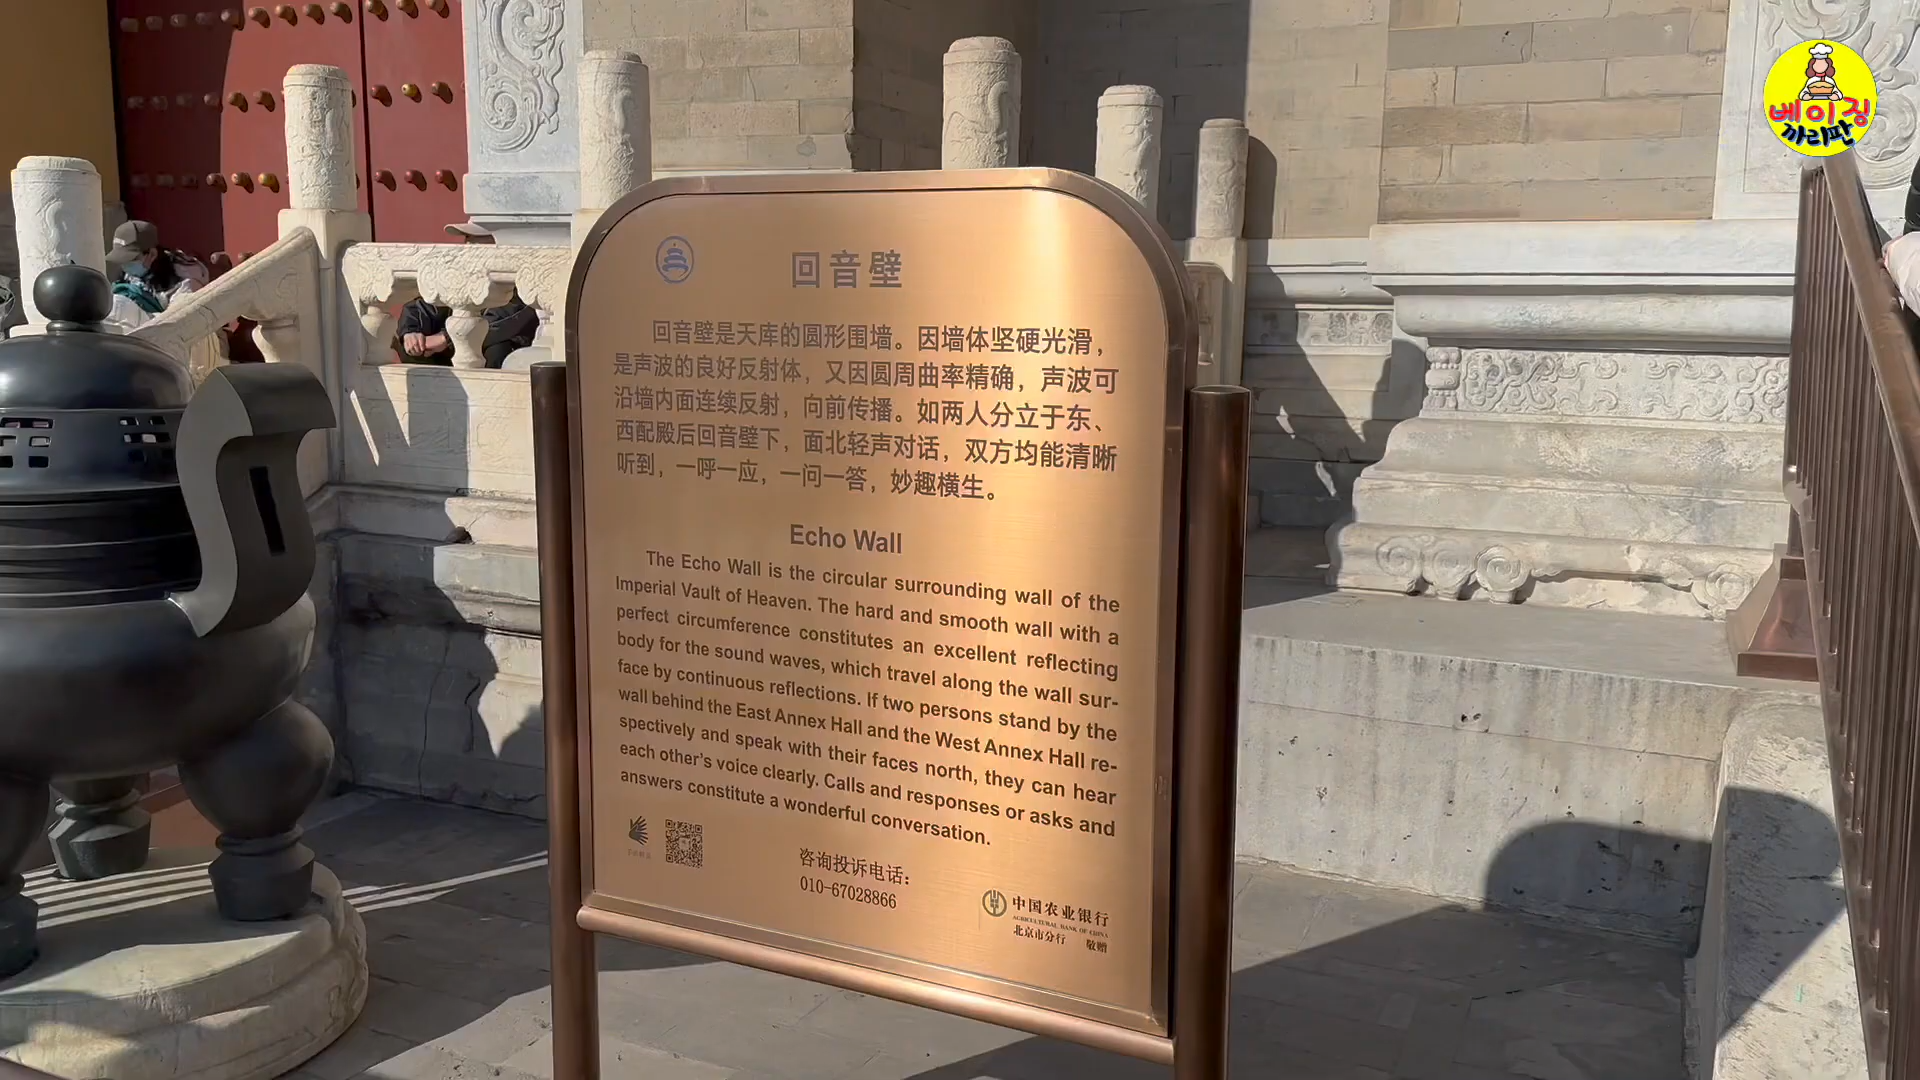 베이징
까리판
回音壁
回音壁是天库的圆形围墙。因墙体坚硬光滑，
是声波的良好反射体，又因圆周曲率精确，声波可
沿墙内面连续反射，向前传播。如两人分立于东、
西配殿后回音壁下，面北轻声对话，双方均能清晰
听到，一呼一应，一问一答，妙趣横生。
Echo Wall
The Echo Wall is the circular surrounding wall of the
Imperial Vault of Heaven. The hard and smooth wall with a
perfect circumference constitutes an excellent reflecting
body for the sound waves, which travel along the wall sur-
face by continuous reflections. If two persons stand by the
wall behind the East Annex Hall and the West Annex Hall re-
spectively and speak with their faces north, they can hear
each other's voice clearly. Calls and responses or asks and
answers constitute a wonderful conversation.
咨询投诉电话：
010-67028866
中国农业银行
AGRICULTURAL BANK OF CHINA
北京市分行 敬赠